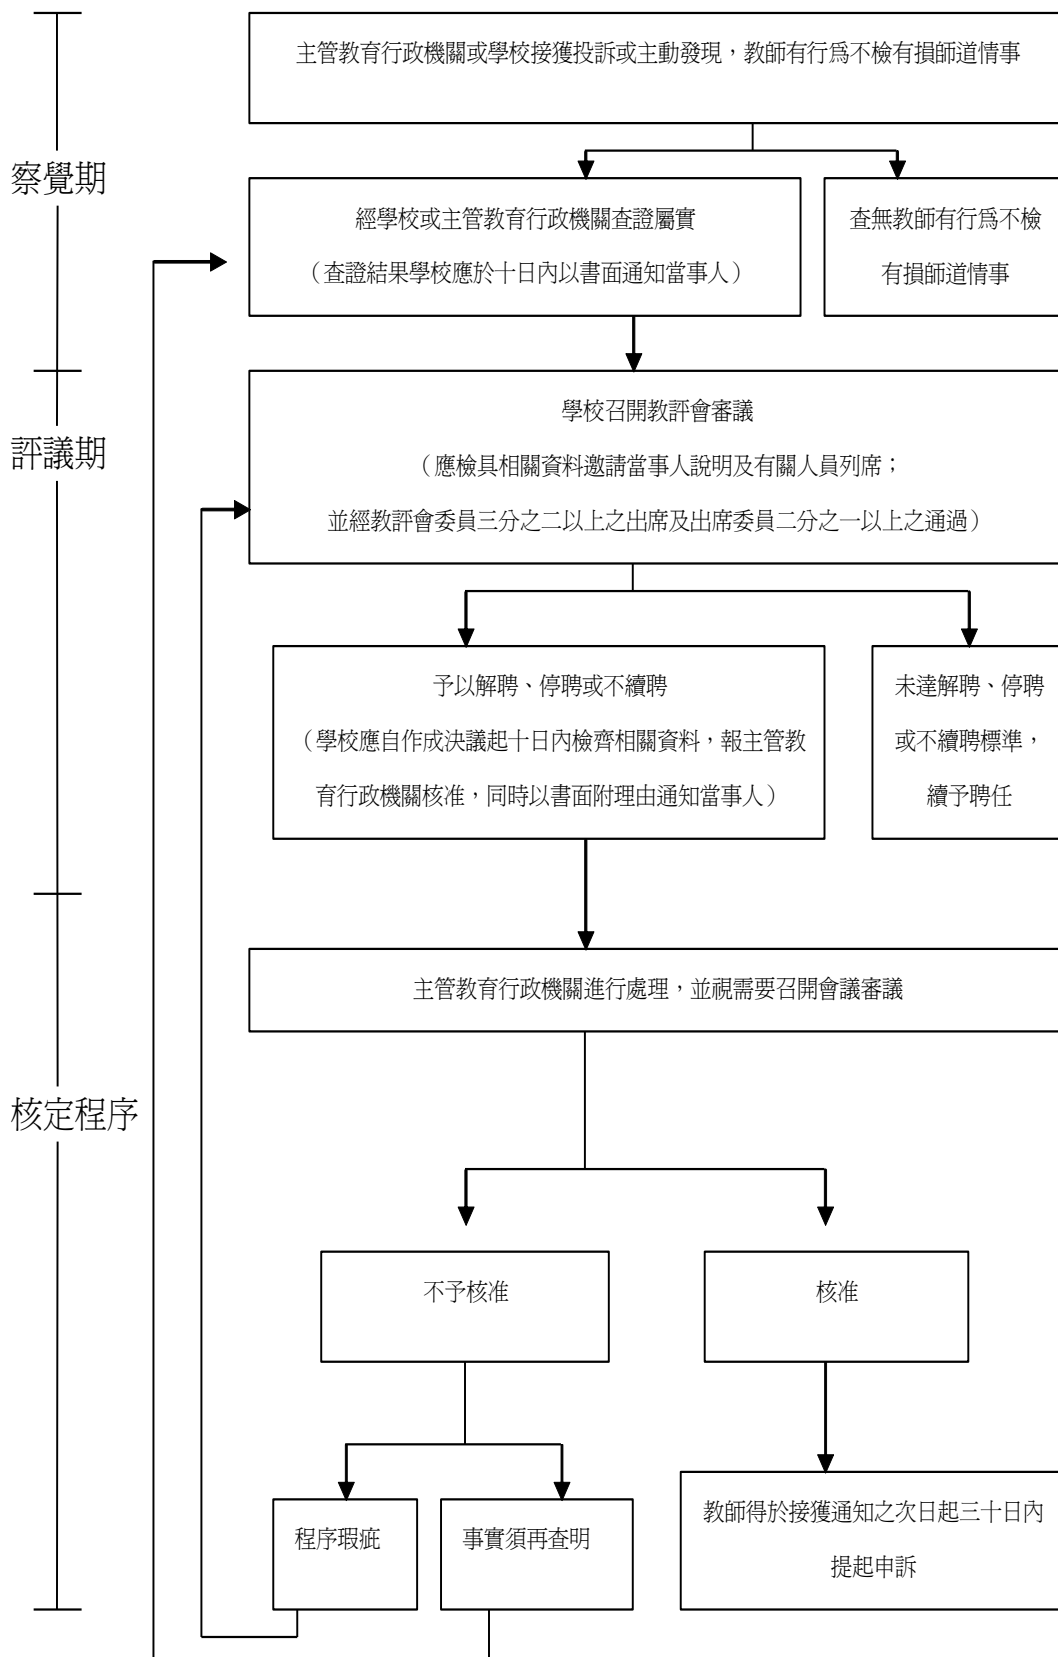 主管教育行政機關或學校接獲投訴或主動發現，教師有行為不檢有損師道情事
察覺期
經學校或主管教育行政機關查證屬實
（查證結果學校應於十日內以書面通知當事人）
查無教師有行為不檢
有損師道情事
評議期
學校召開教評會審議
（應檢具相關資料邀請當事人說明及有關人員列席；
並經教評會委員三分之二以上之出席及出席委員二分之一以上之通過）
予以解聘、停聘或不續聘
（學校應自作成決議起十日內檢齊相關資料，報主管教
育行政機關核准，同時以書面附理由通知當事人）
未達解聘、停聘
或不續聘標準，
續予聘任
主管教育行政機關進行處理，並視需要召開會議審議
核定程序
不予核准
核准
程序瑕疵
事實須再查明
教師得於接獲通知之次日起三十日內
提起申訴